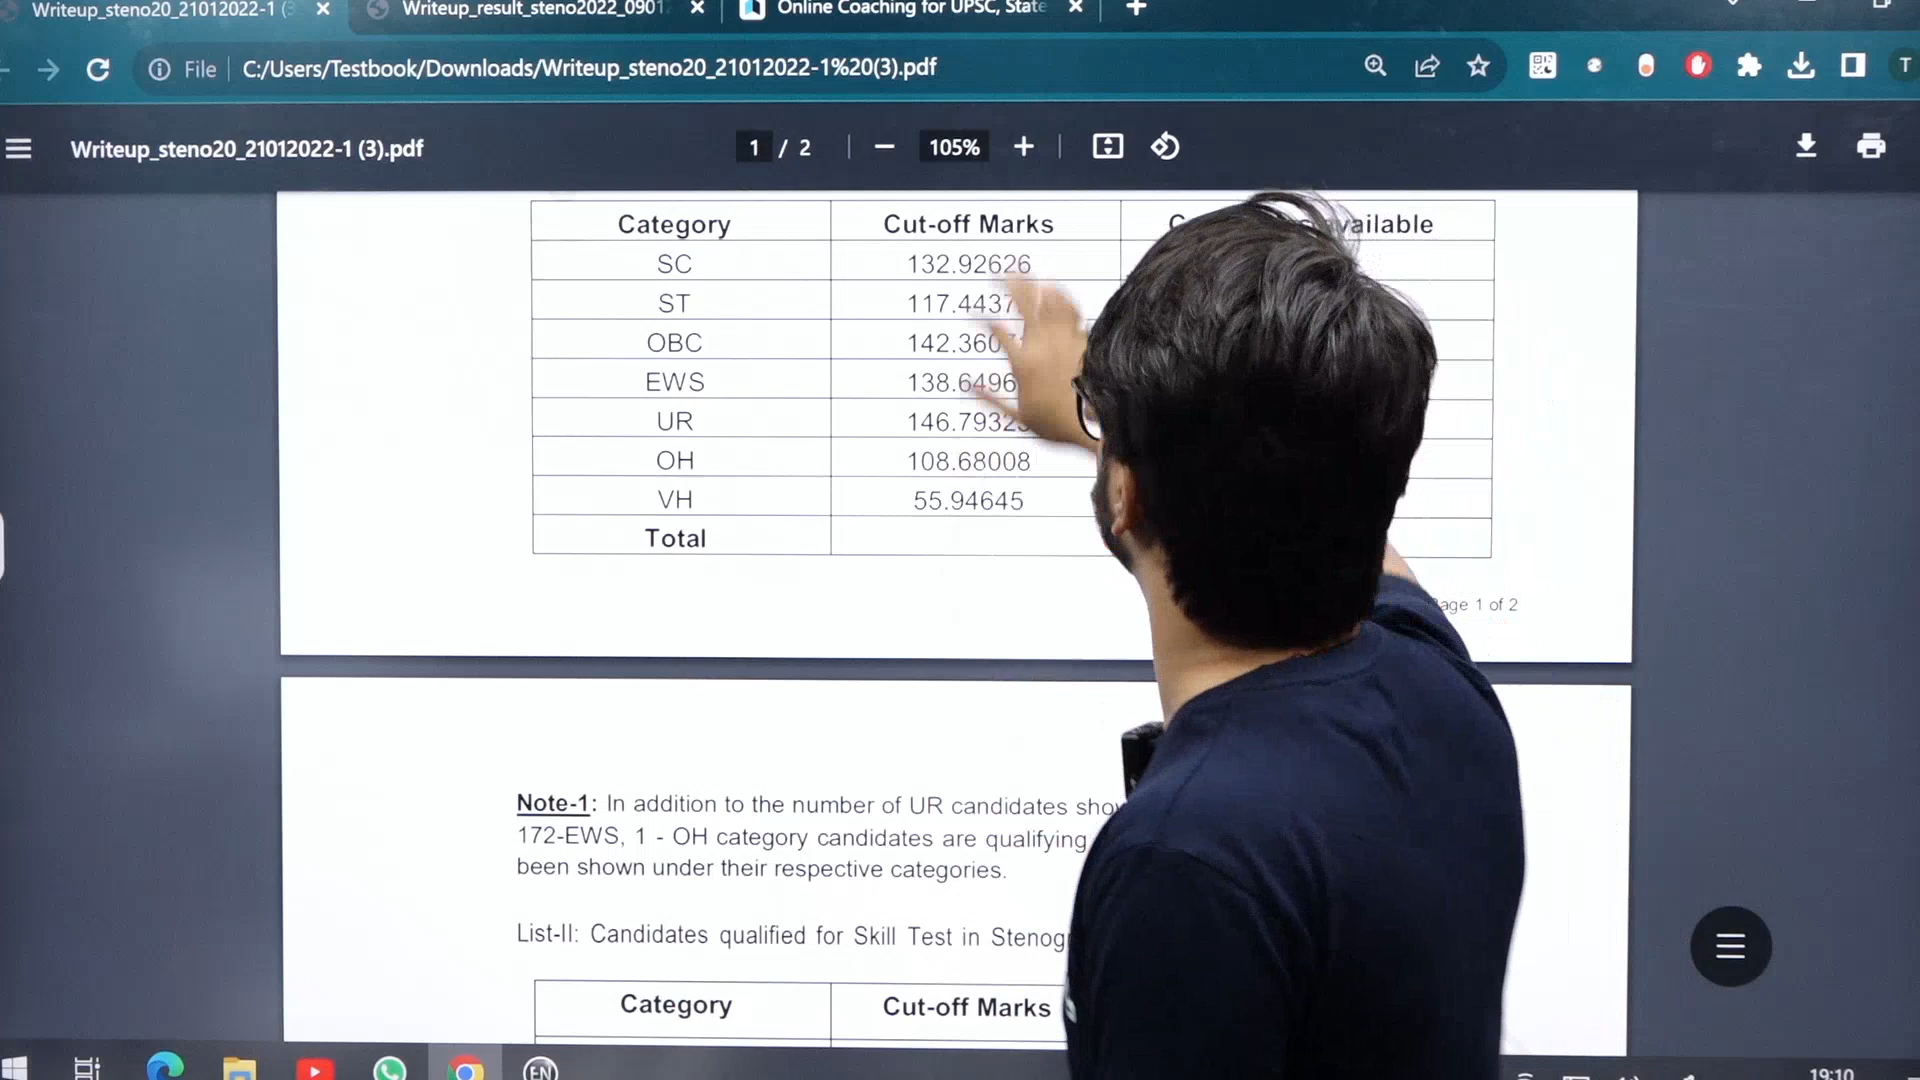 Writeup_steno20_21012022-1 (3
Writeup_result_steno2022_0901
Online Coaching for UPSC, State
File
C:/Users/Testbook/Downloads/Writeup_steno20_21012022-1%20(3).pdf
T
Writeup_steno20_21012022-1 (3).pdf
1 / 2
105%
Category Cut-off Marks vailable
SC 132.92626
ST 117.4437
OBC 142.360
EWS 138.6496
UR 146.7932
OH 108.68008
VH 55.94645
Total
age 1 of 2
Note-1: In addition to the number of UR candidates
172-EWS, 1 - OH category candidates are qualifying
been shown under their respective categories.
List-II: Candidates qualified for Skill Test in Stenog
Category Cut-off Marks
EN
19:10